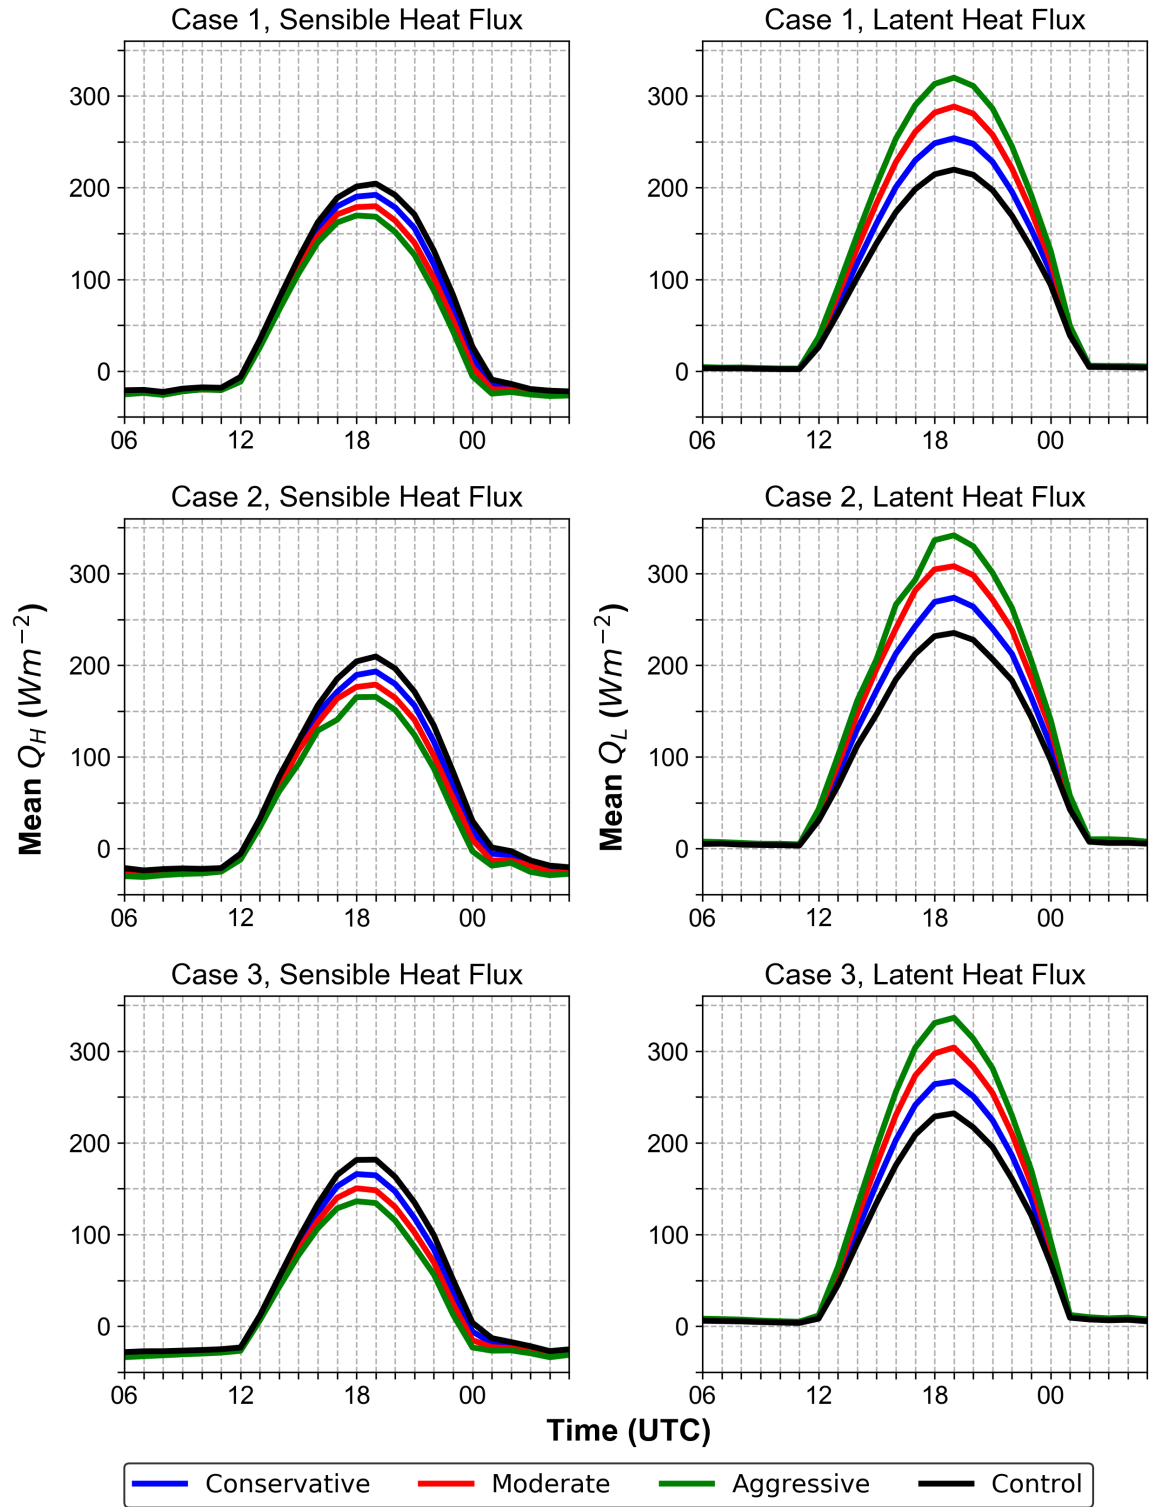 Case 1, Sensible Heat Flux
300
200
100
0
06 12 18 00
Case 1, Latent Heat Flux
300
200
100
0
06 12 18 00
Case 2, Sensible Heat Flux
300
200
100
0
06 12 18 00
Case 2, Latent Heat Flux
300
200
100
0
06 12 18 00
Mean Q_H (Wm⁻²)
Mean Q_L (Wm⁻²)
Case 3, Sensible Heat Flux
300
200
100
0
06 12 18 00
Case 3, Latent Heat Flux
300
200
100
0
06 12 18 00
Time (UTC)
Conservative Moderate Aggressive Control